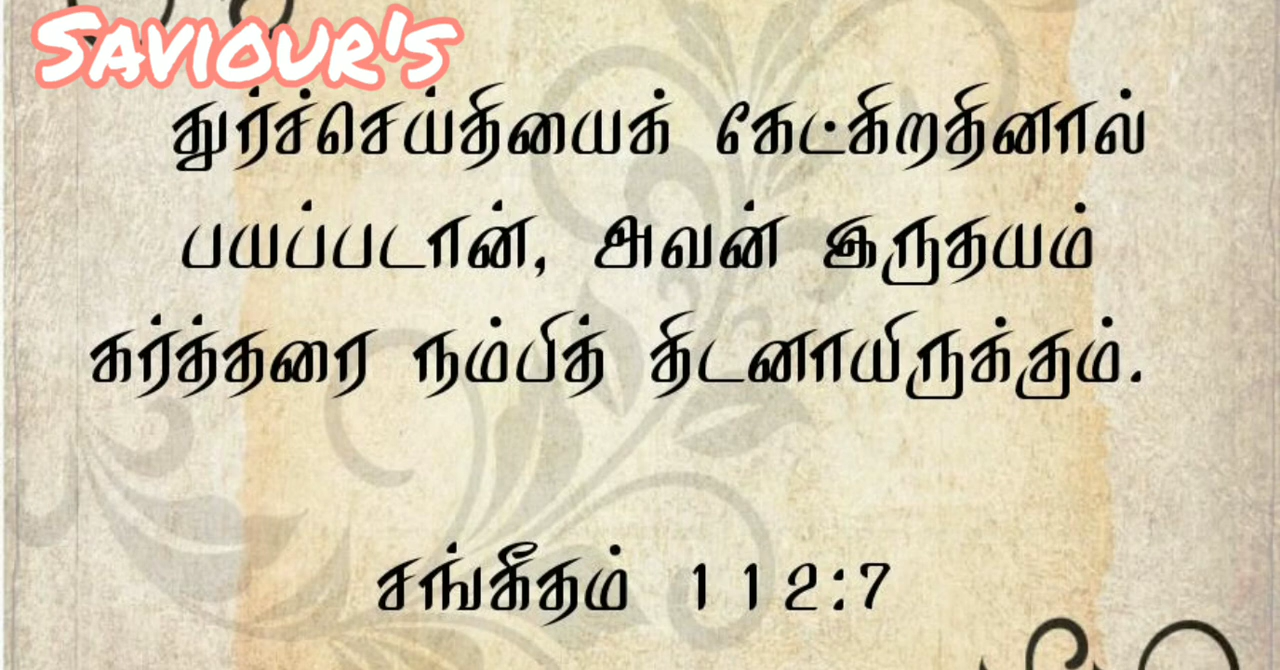 SAVIOUR'S
துர்ச்செய்தியைக் கேட்கிறதினால்
பயப்படான், அவன் இருதயம்
கர்த்தரை நம்பித் திடனாயிருக்கும்.
சங்கீதம் 112:7